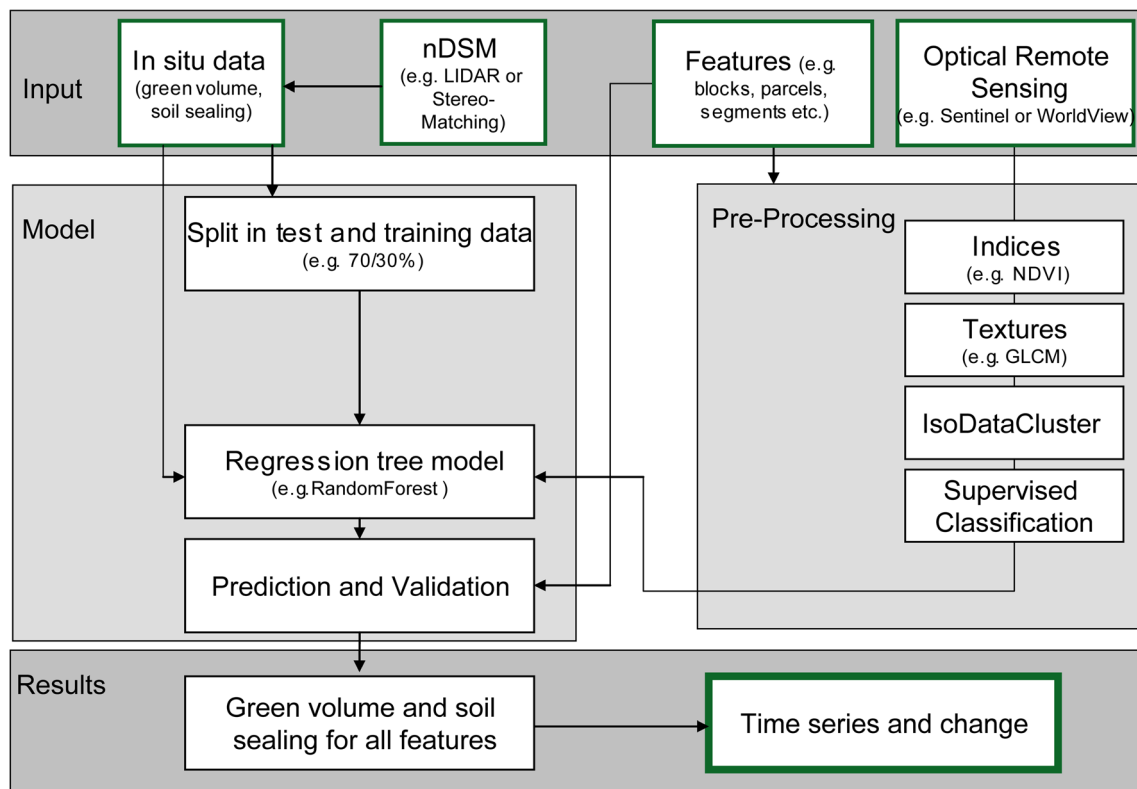 Input
In situ data
(green volume,
soil sealing)
nDSM
(e.g. LIDAR or
Stereo-
Matching)
Features (e.g.
blocks, parcels,
segments etc.)
Optical Remote
Sensing
(e.g. Sentinel or WorldView)
Model
Split in test and training data
(e.g. 70/30%)
Regression tree model
(e.g.RandomForest )
Prediction and Validation
Pre-Processing
Indices
(e.g. NDVI)
Textures
(e.g. GLCM)
IsoDataCluster
Supervised
Classification
Results
Green volume and soil
sealing for all features
Time series and change